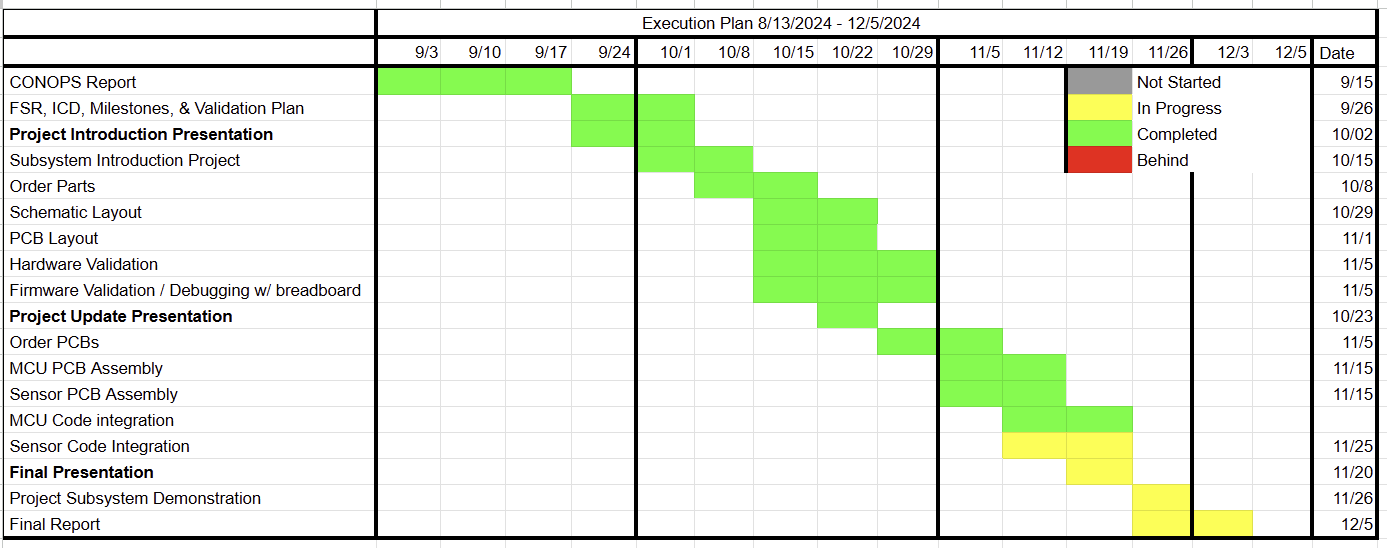 Execution Plan 8/13/2024 - 12/5/2024
9/3 9/10 9/17 9/24 10/1 10/8 10/15 10/22 10/29 11/5 11/12 11/19 11/26 12/3 12/5 Date
CONOPS Report Not Started 9/15
FSR, ICD, Milestones, & Validation Plan In Progress 9/26
Project Introduction Presentation Completed 10/02
Subsystem Introduction Project Behind 10/15
Order Parts 10/8
Schematic Layout 10/29
PCB Layout 11/1
Hardware Validation 11/5
Firmware Validation / Debugging w/ breadboard 11/5
Project Update Presentation 10/23
Order PCBs 11/5
MCU PCB Assembly 11/15
Sensor PCB Assembly 11/15
MCU Code integration
Sensor Code Integration 11/25
Final Presentation 11/20
Project Subsystem Demonstration 11/26
Final Report 12/5